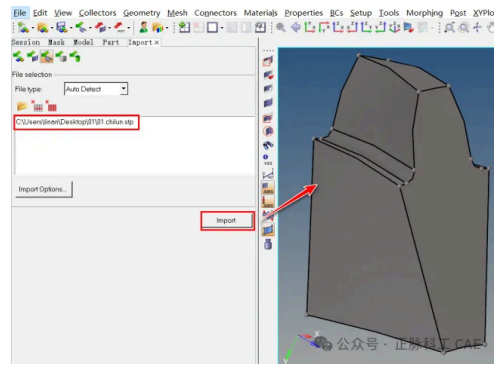 File Edit View Collectors Geometry Mesh Connectors Materials Properties BCs Setup Tools Morphing Post XYPlo
Session Mask Model Part Import ×
File selection
File type: Auto Detect
C:\Users\linan\Desktop\01\01.chilun.stp
Import Options...
Import
123
X
Y
公众号 · 正脉科工 CAE